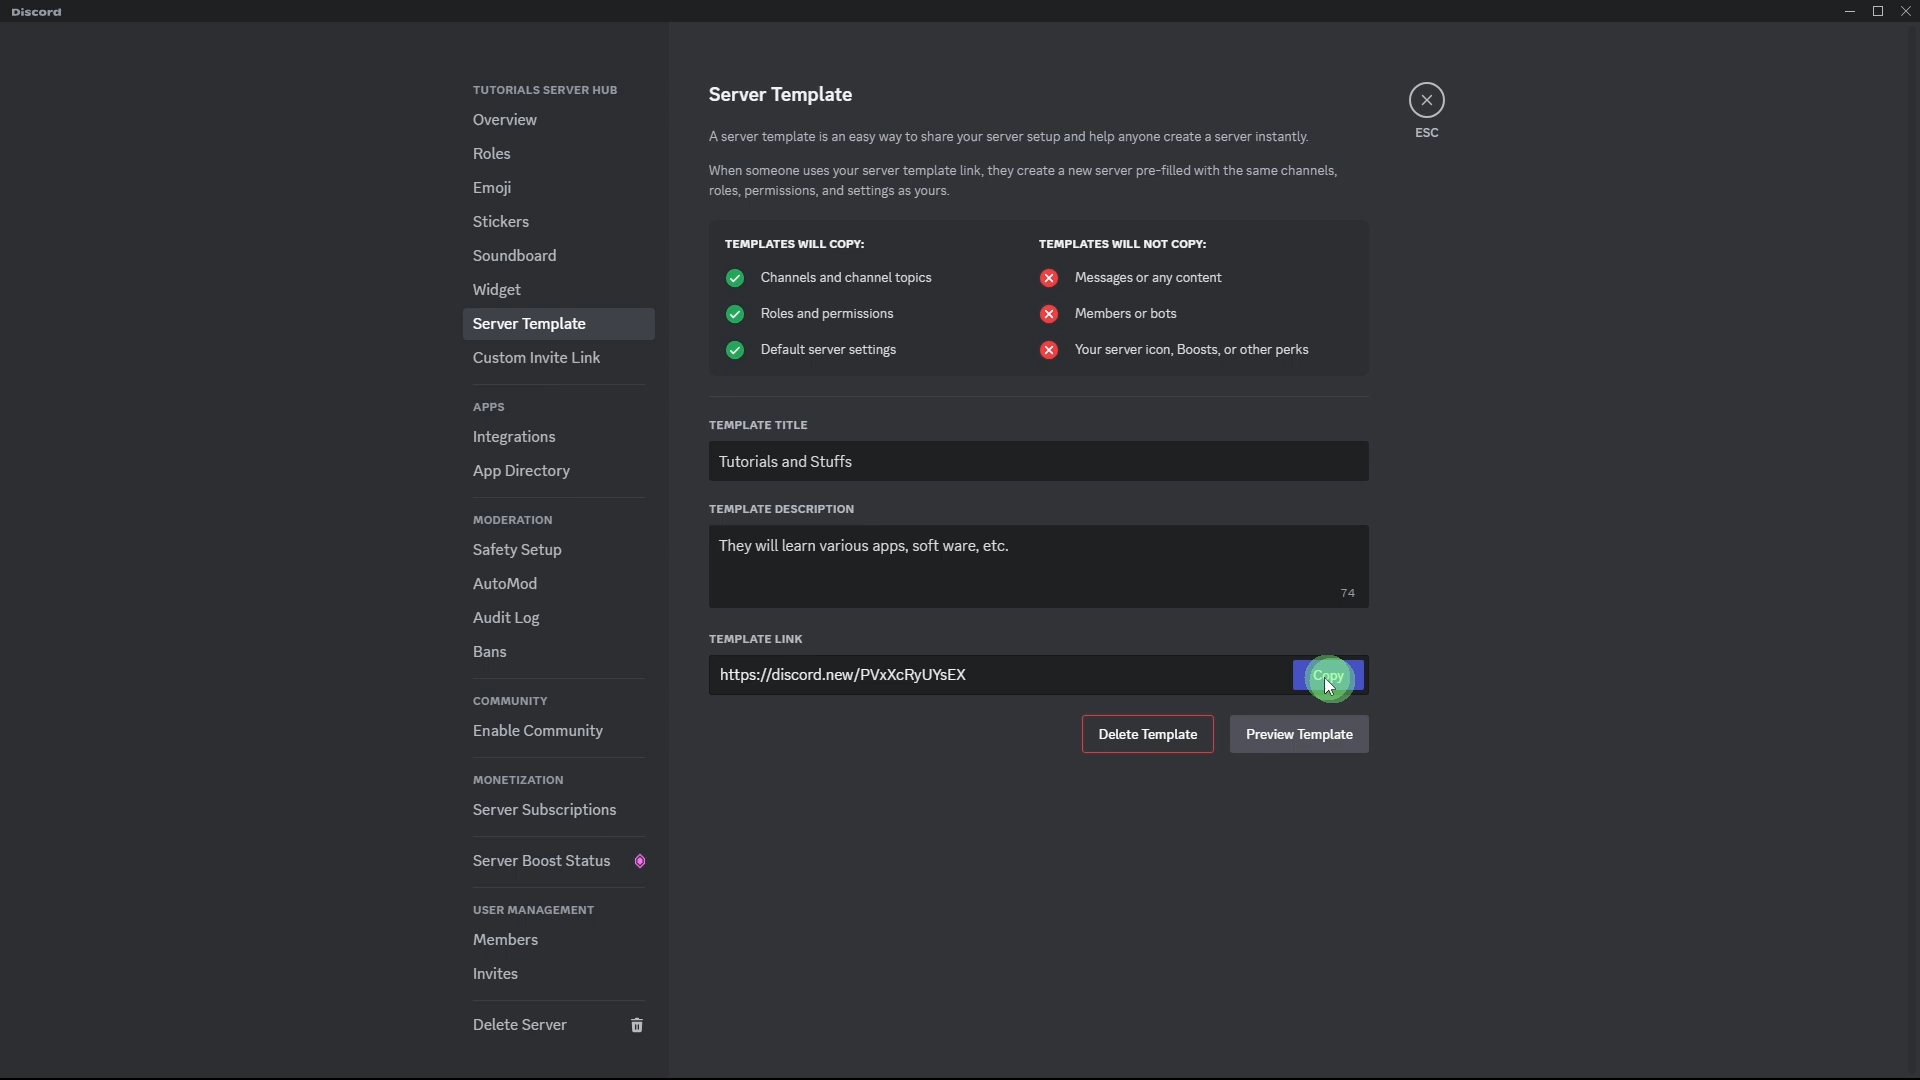 Discord
TUTORIALS SERVER HUB
Overview
Roles
Emoji
Stickers
Soundboard
Widget
Server Template
Custom Invite Link
APPS
Integrations
App Directory
MODERATION
Safety Setup
AutoMod
Audit Log
Bans
COMMUNITY
Enable Community
MONETIZATION
Server Subscriptions
Server Boost Status
USER MANAGEMENT
Members
Invites
Delete Server
Server Template
ESC
A server template is an easy way to share your server setup and help anyone create a server instantly.
When someone uses your server template link, they create a new server pre-filled with the same channels,
roles, permissions, and settings as yours.
TEMPLATES WILL COPY:
Channels and channel topics
Roles and permissions
Default server settings
TEMPLATES WILL NOT COPY:
Messages or any content
Members or bots
Your server icon, Boosts, or other perks
TEMPLATE TITLE
Tutorials and Stuffs
TEMPLATE DESCRIPTION
They will learn various apps, soft ware, etc.
74
TEMPLATE LINK
https://discord.new/PVxXcRyUYsEX
Copy
Delete Template
Preview Template